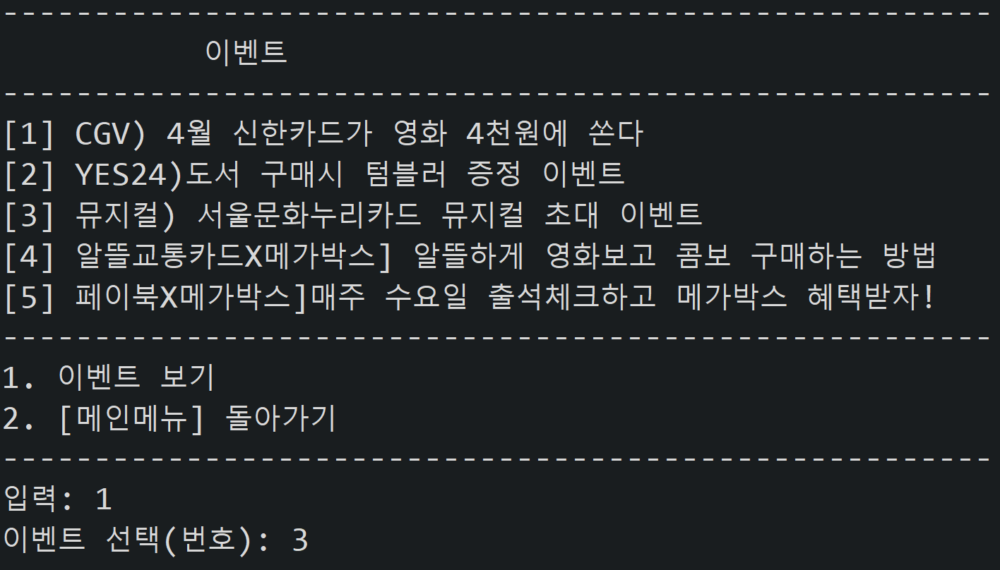 ------------------------------------------------------
이벤트
------------------------------------------------------
[1] CGV) 4월 신한카드가 영화 4천원에 쏜다
[2] YES24)도서 구매시 텀블러 증정 이벤트
[3] 뮤지컬) 서울문화누리카드 뮤지컬 초대 이벤트
[4] 알뜰교통카드X메가박스] 알뜰하게 영화보고 콤보 구매하는 방법
[5] 페이북X메가박스]매주 수요일 출석체크하고 메가박스 혜택받자!
------------------------------------------------------
1. 이벤트 보기
2. [메인메뉴] 돌아가기
------------------------------------------------------
입력: 1
이벤트 선택(번호): 3